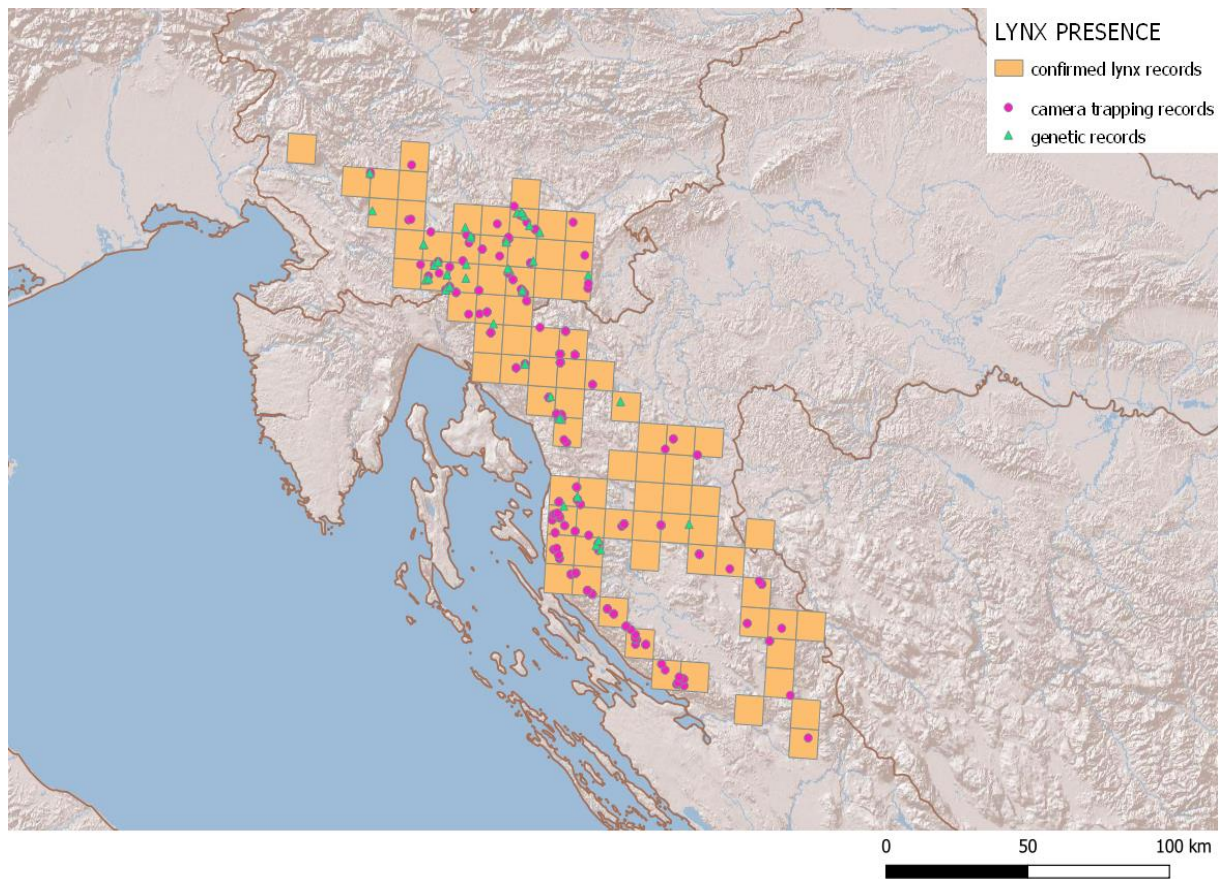 LYNX PRESENCE
confirmed lynx records
camera trapping records
genetic records
0 50 100 km